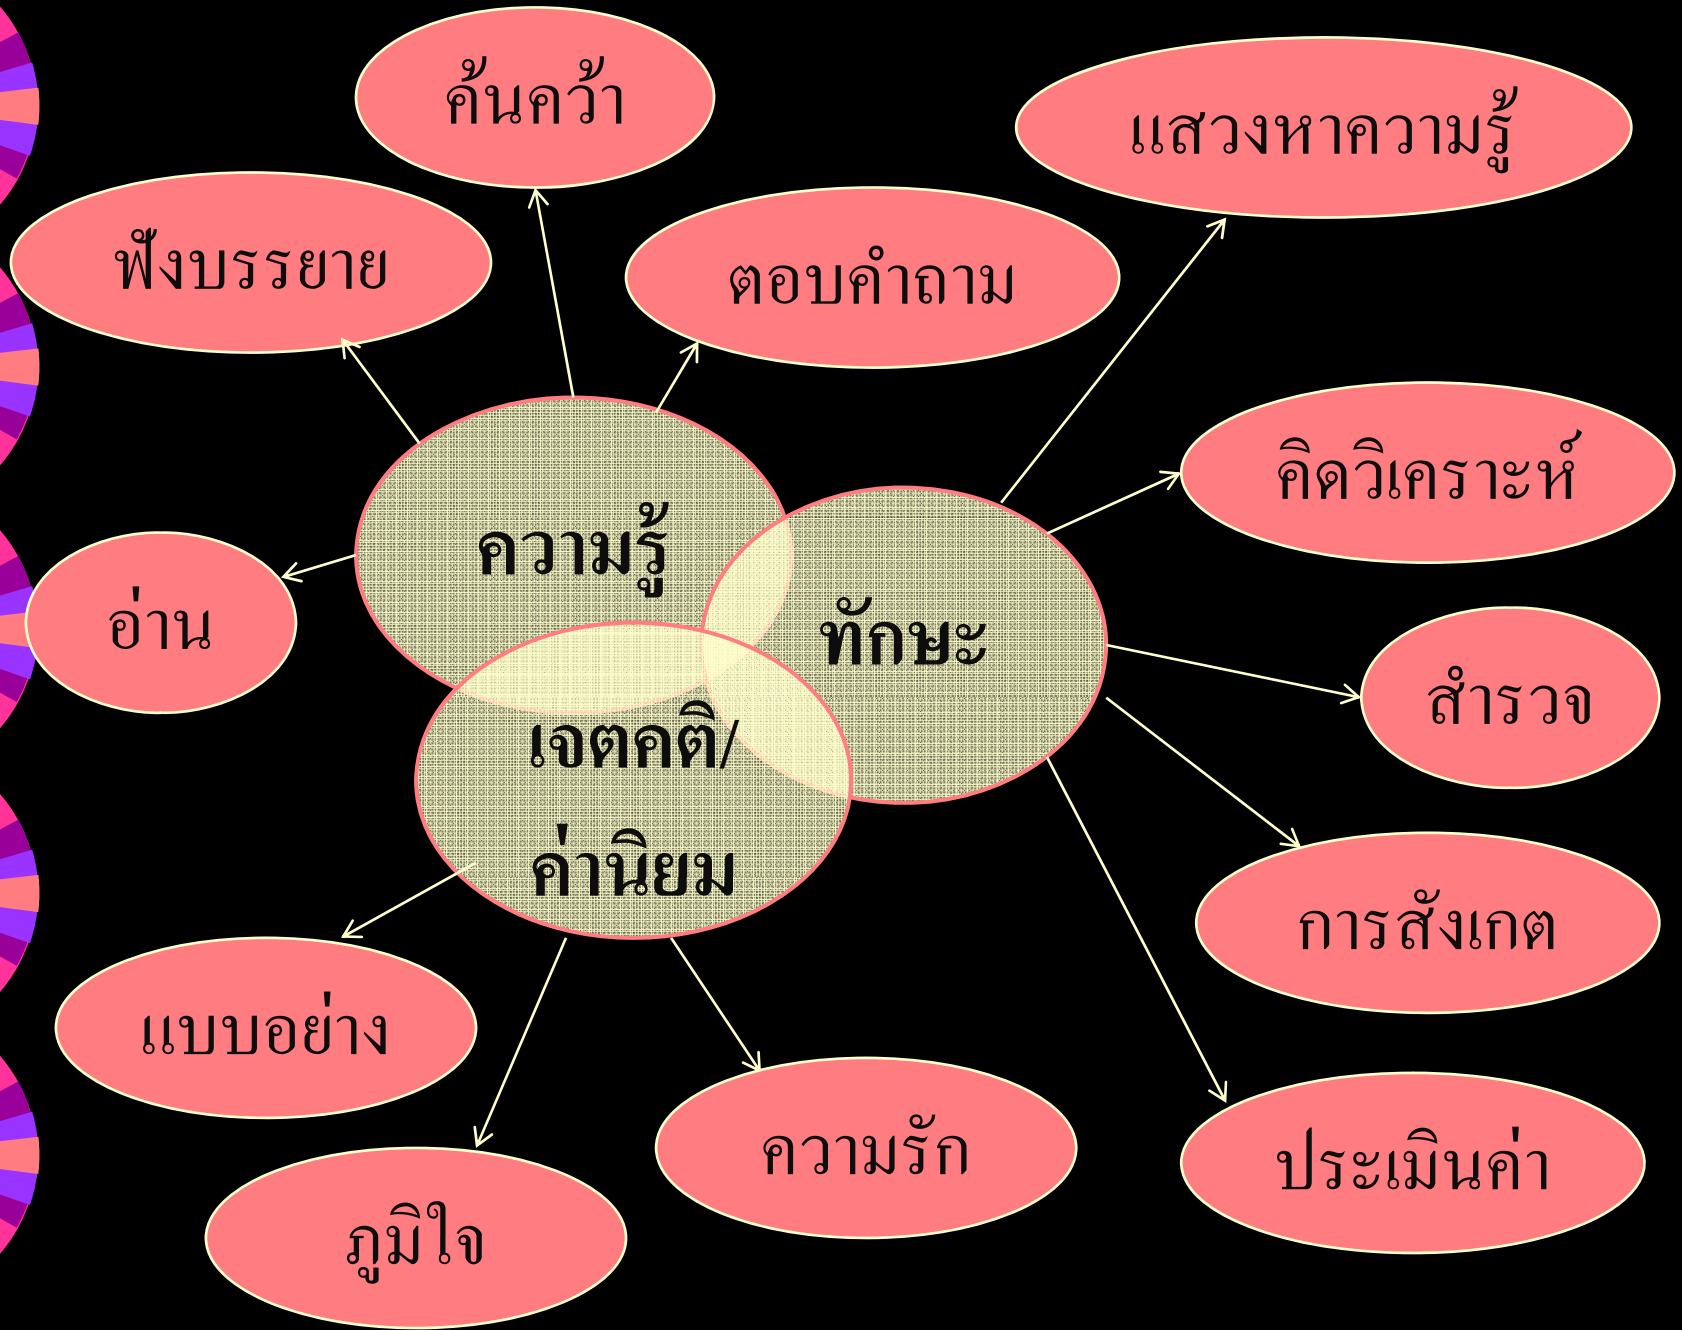 ค้นคว้า
แสวงหาความรู้
ฟังบรรยาย
ตอบคำถาม
คิดวิเคราะห์
ความรู้
ทักษะ
อ่าน
สำรวจ
เจตคติ/
ค่านิยม
การสังเกต
แบบอย่าง
ความรัก
ประเมินค่า
ภูมิใจ